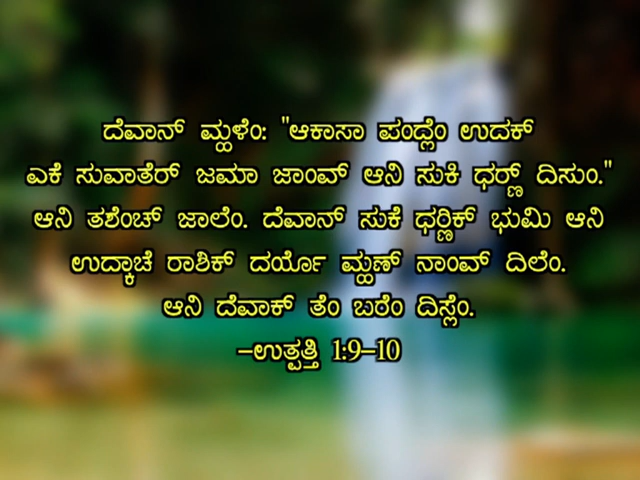 ದೆವಾನ್ ಮ್ಹಳೆಂ: "ಆಕಾಸಾ ಪಂದ್ಲೆಂ ಉದಕ್
ಎಕೆ ಸುವಾತೆರ್ ಜಮಾ ಜಾಂವ್ ಆನಿ ಸುಕಿ ಧರ್ಣ್ ದಿಸುಂ."
ಆನಿ ತಶೆಂಚ್ ಜಾಲೆಂ. ದೆವಾನ್ ಸುಕೆ ಧರ್‍ಣಿಕ್ ಭುಮಿ ಆನಿ
ಉದ್ಕಾಚೆ ರಾಶಿಕ್ ದರ್ಯೊ ಮ್ಹಣ್ ನಾಂವ್ ದಿಲೆಂ.
ಆನಿ ದೆವಾಕ್ ತೆಂ ಬರೆಂ ದಿಸ್ಲೆಂ.
-ಉತ್ಪತ್ತಿ 1:9-10